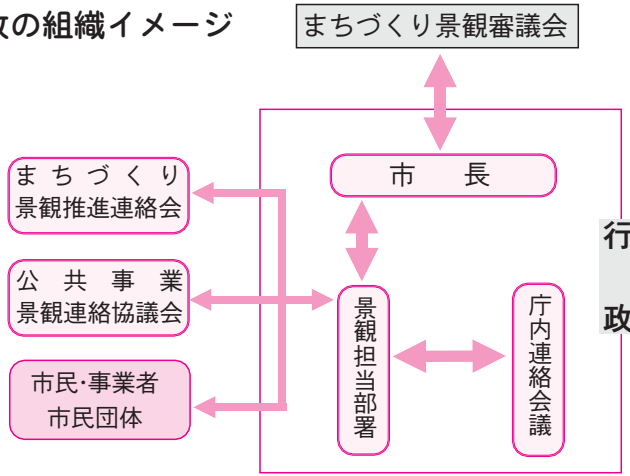 の組織イメージ
まちづくり景観審議会
市長
まちづくり
景観推進連絡会
公共事業
景観連絡協議会
市民・事業者
市民団体
景観担当部署
庁内連絡会議
行政